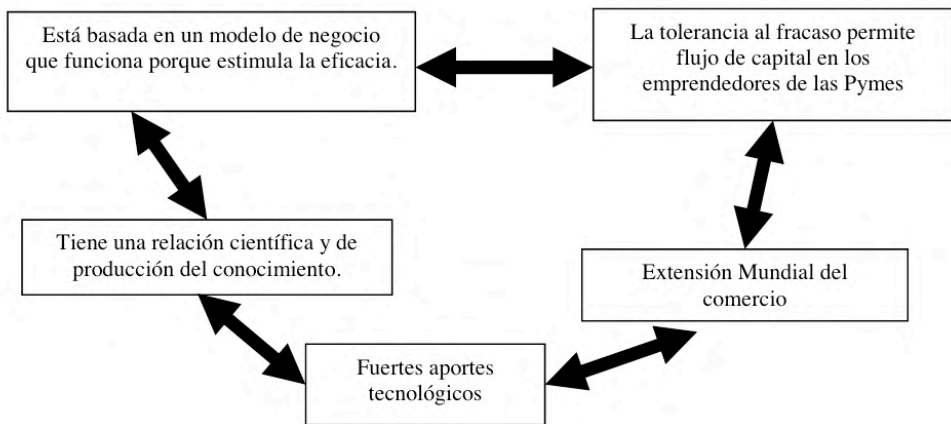 Está basada en un modelo de negocio
que funciona porque estimula la eficacia.
La tolerancia al fracaso permite
flujo de capital en los
emprendedores de las Pymes
Tiene una relación científica y de
producción del conocimiento.
Extensión Mundial del
comercio
Fuertes aportes
tecnológicos